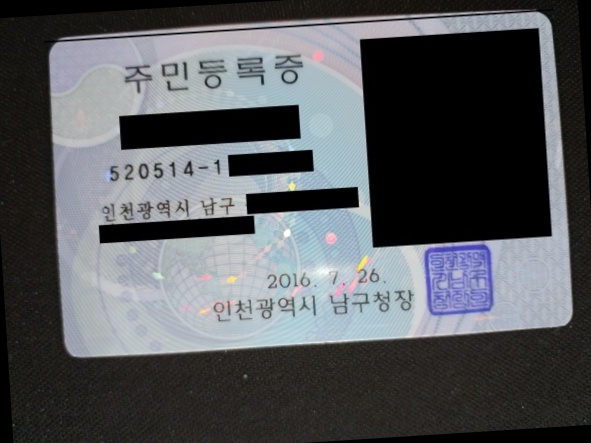 주민등록증
520514-1
인천광역시 남구
2016. 7. 26.
인천광역시 남구청장